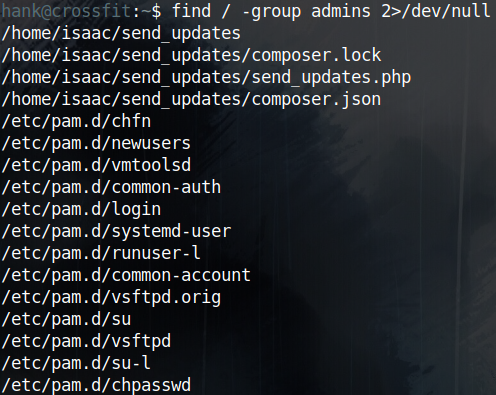 hank@crossfit:~$ find / -group admins 2>/dev/null
/home/isaac/send_updates
/home/isaac/send_updates/composer.lock
/home/isaac/send_updates/send_updates.php
/home/isaac/send_updates/composer.json
/etc/pam.d/chfn
/etc/pam.d/newusers
/etc/pam.d/vmtoolsd
/etc/pam.d/common-auth
/etc/pam.d/login
/etc/pam.d/systemd-user
/etc/pam.d/runuser-l
/etc/pam.d/common-account
/etc/pam.d/vsftpd.orig
/etc/pam.d/su
/etc/pam.d/vsftpd
/etc/pam.d/su-l
/etc/pam.d/chpasswd